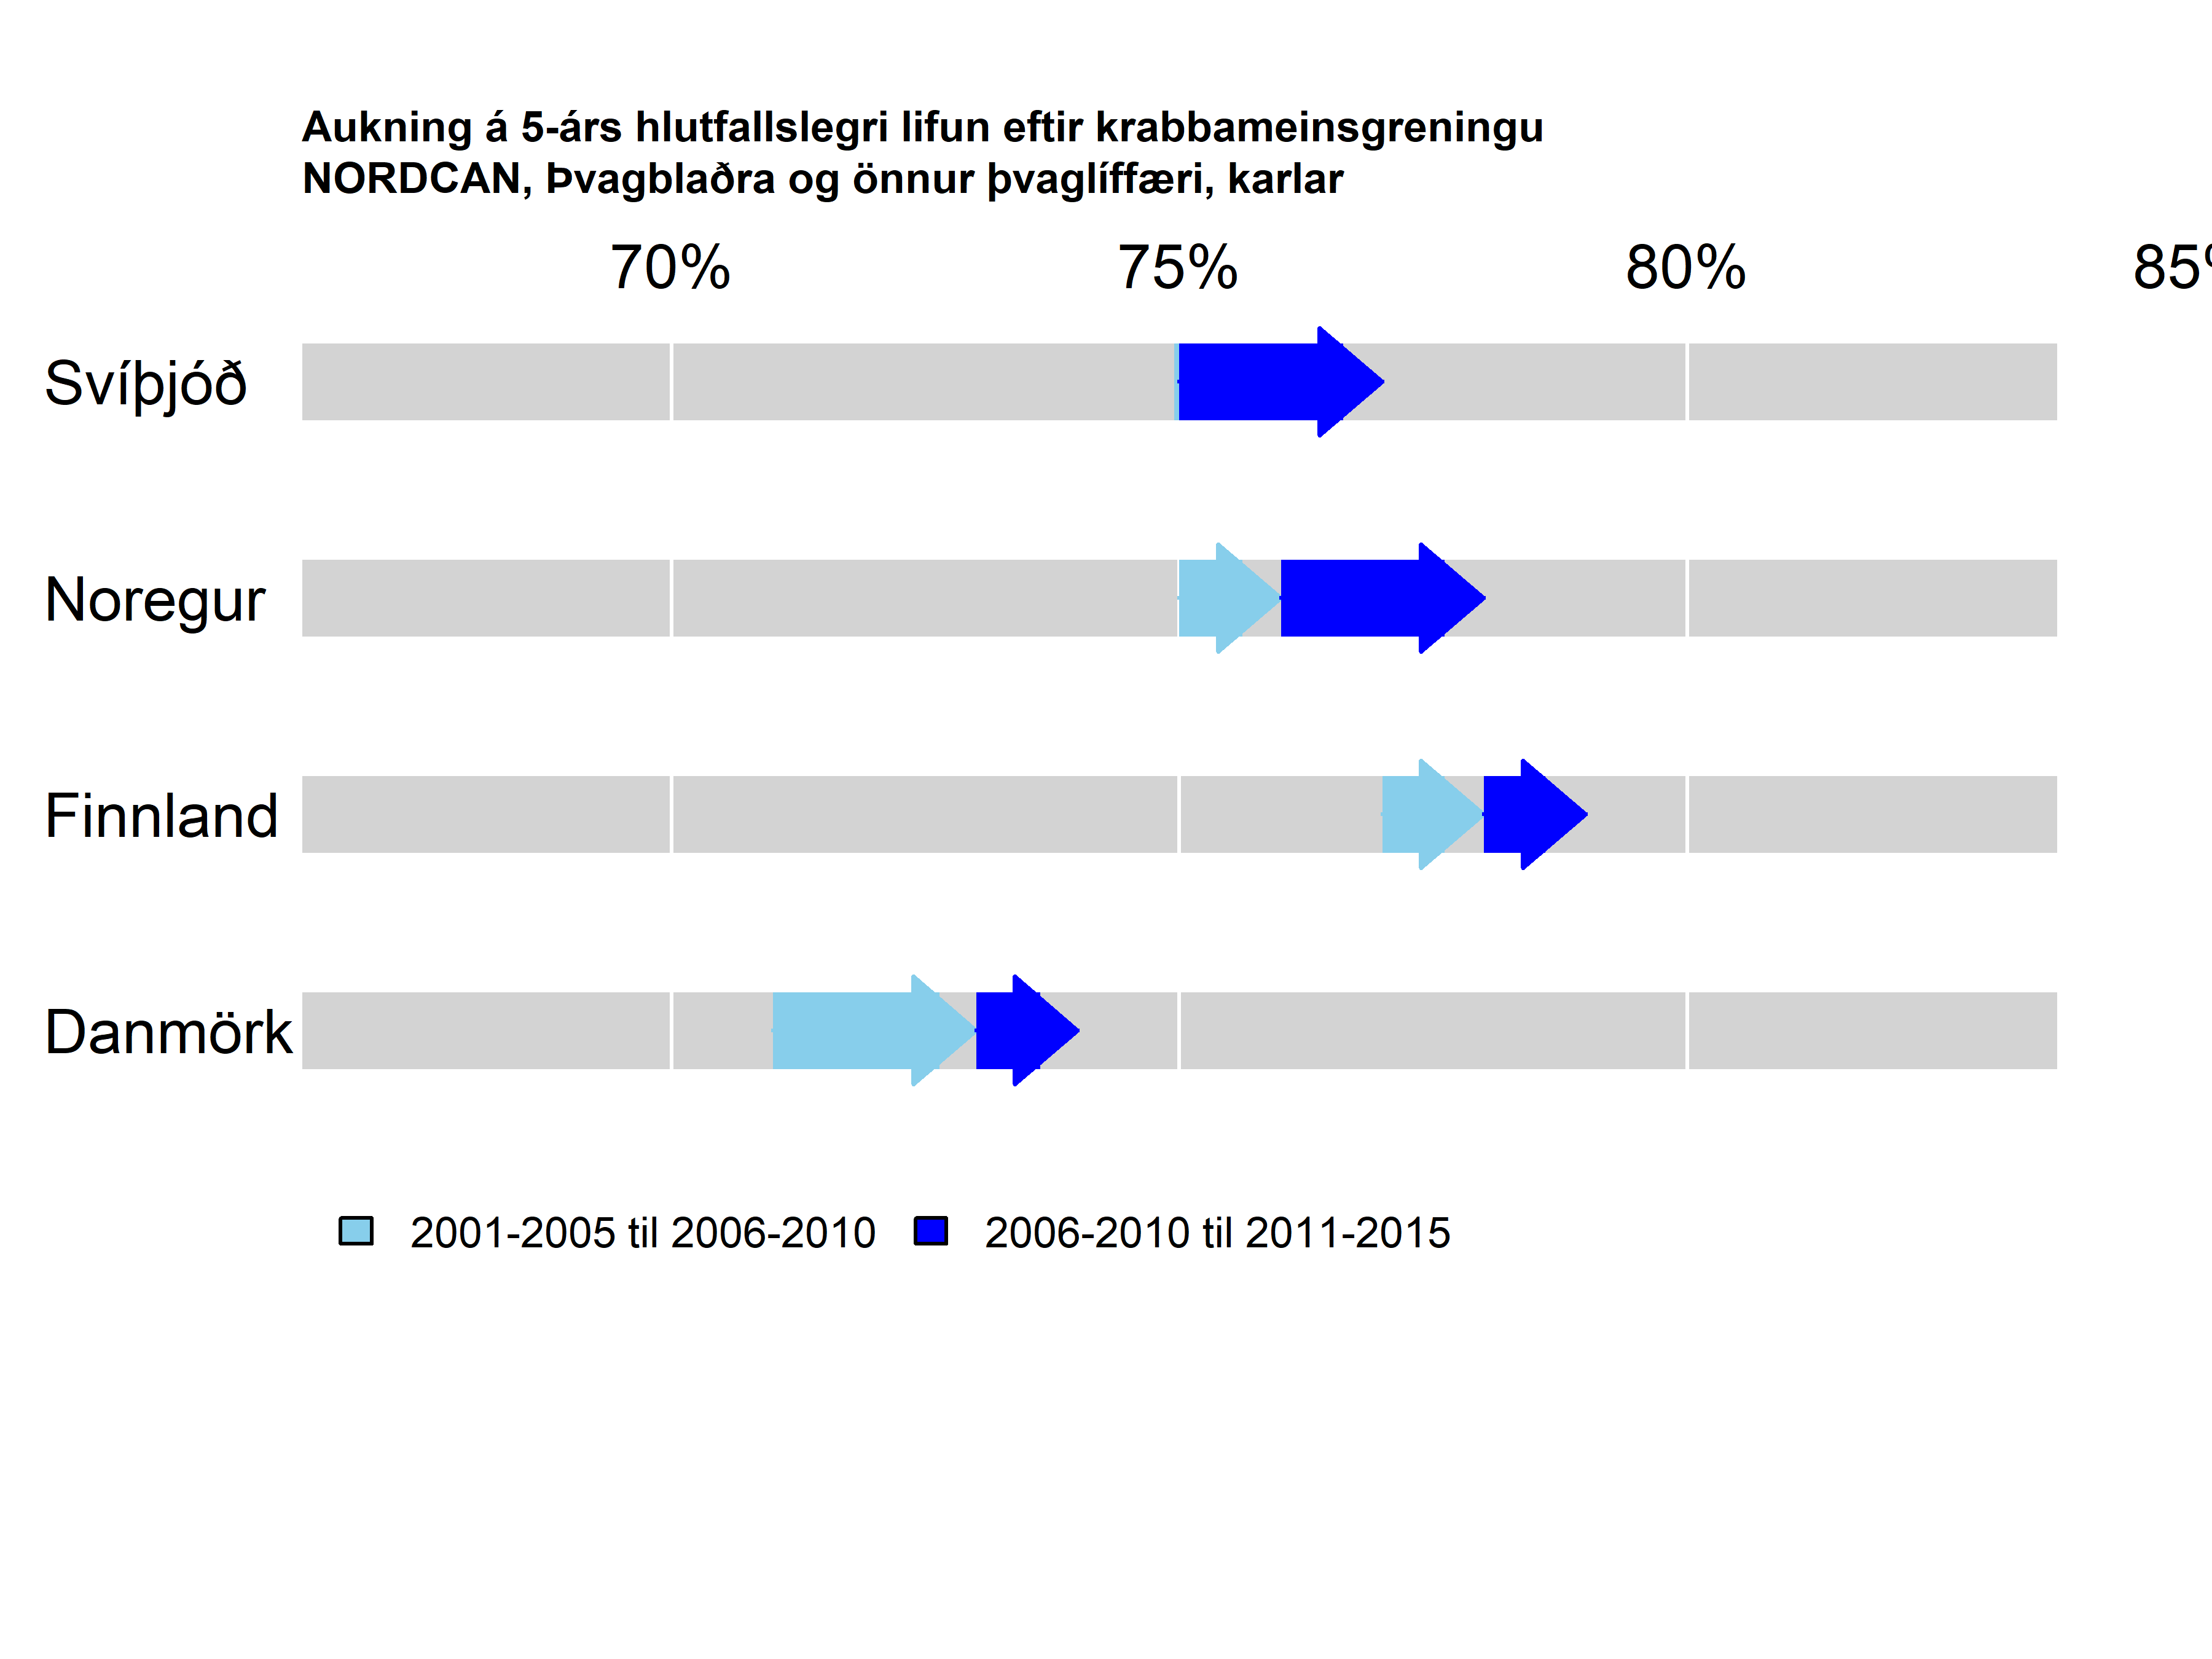 Aukning á 5-árs hlutfallslegri lifun eftir krabbameinsgreningu
NORDCAN, Þvagblaðra og önnur þvaglíffæri, karlar
70% 75% 80% 85%
Svíþjóð
Noregur
Finnland
Danmörk
2001-2005 til 2006-2010 2006-2010 til 2011-2015